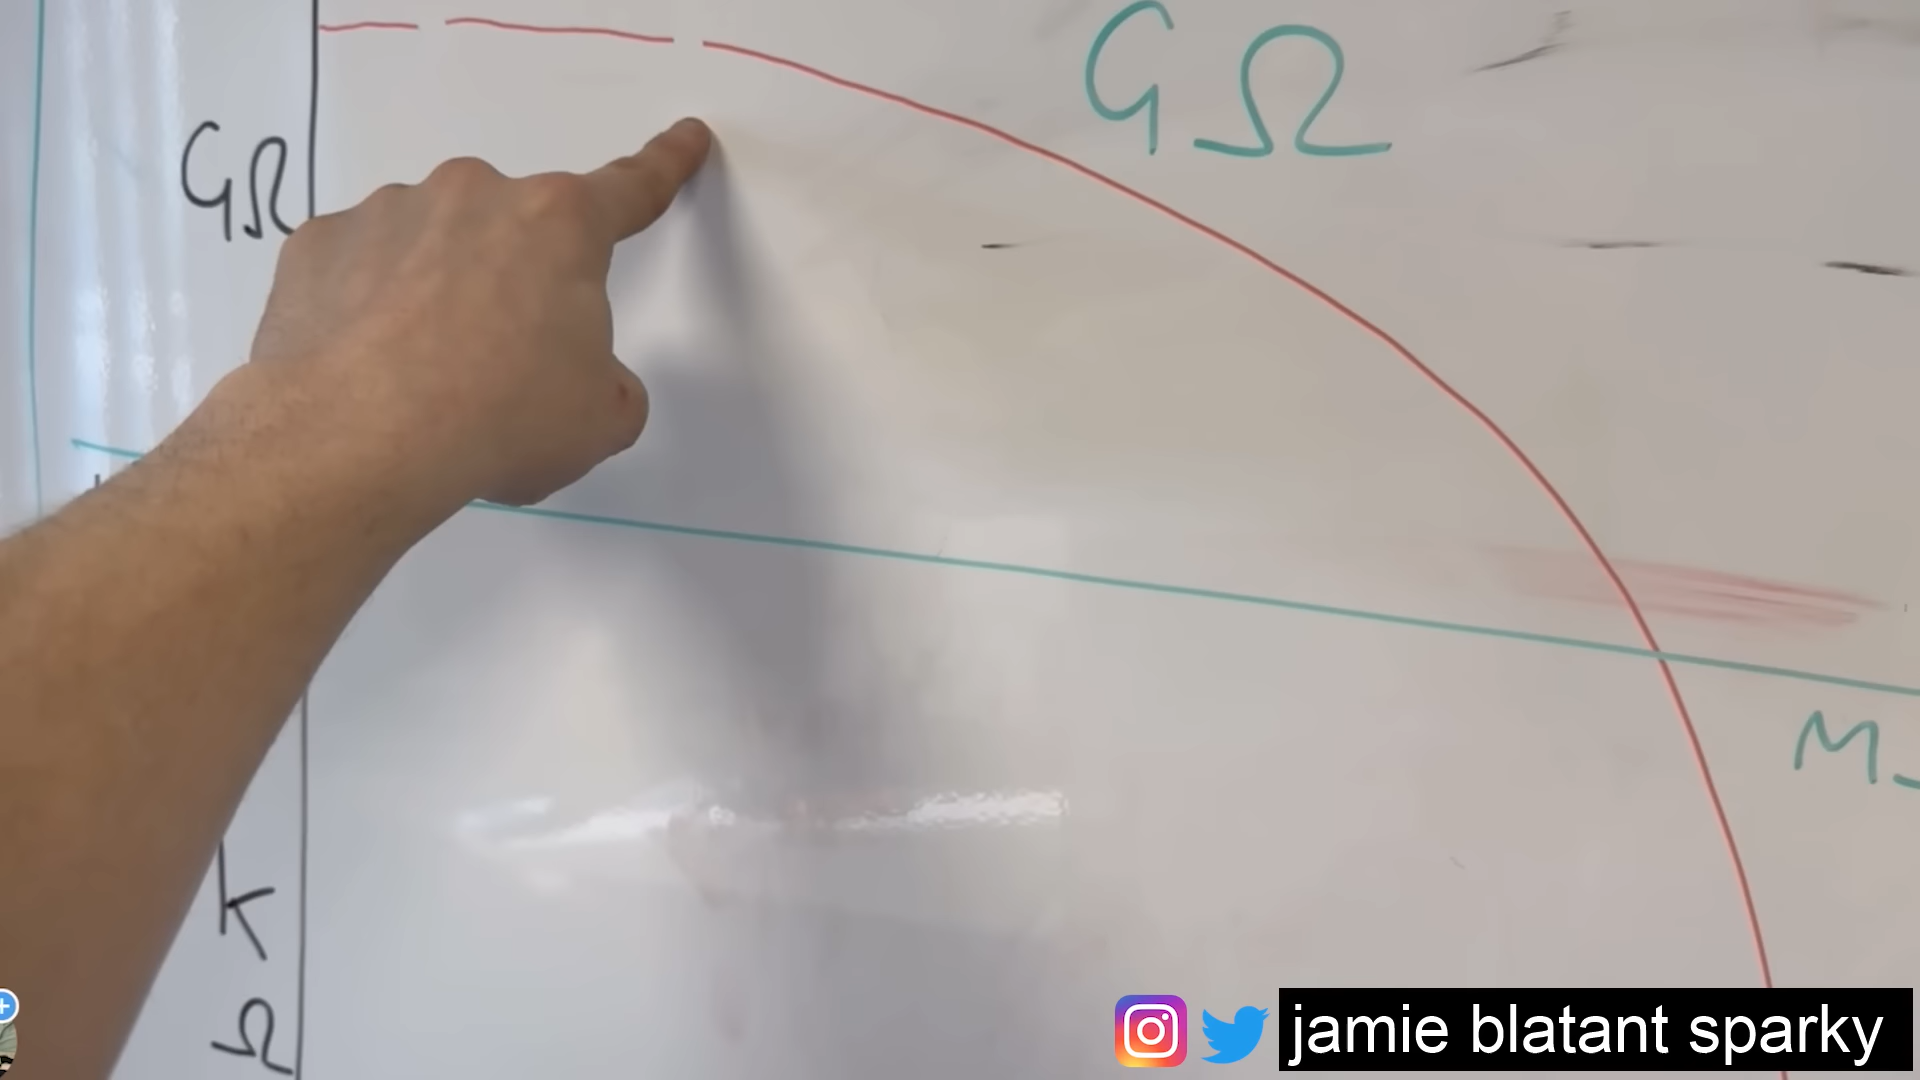 GΩ
GΩ
M
K
Ω
jamie blatant sparky